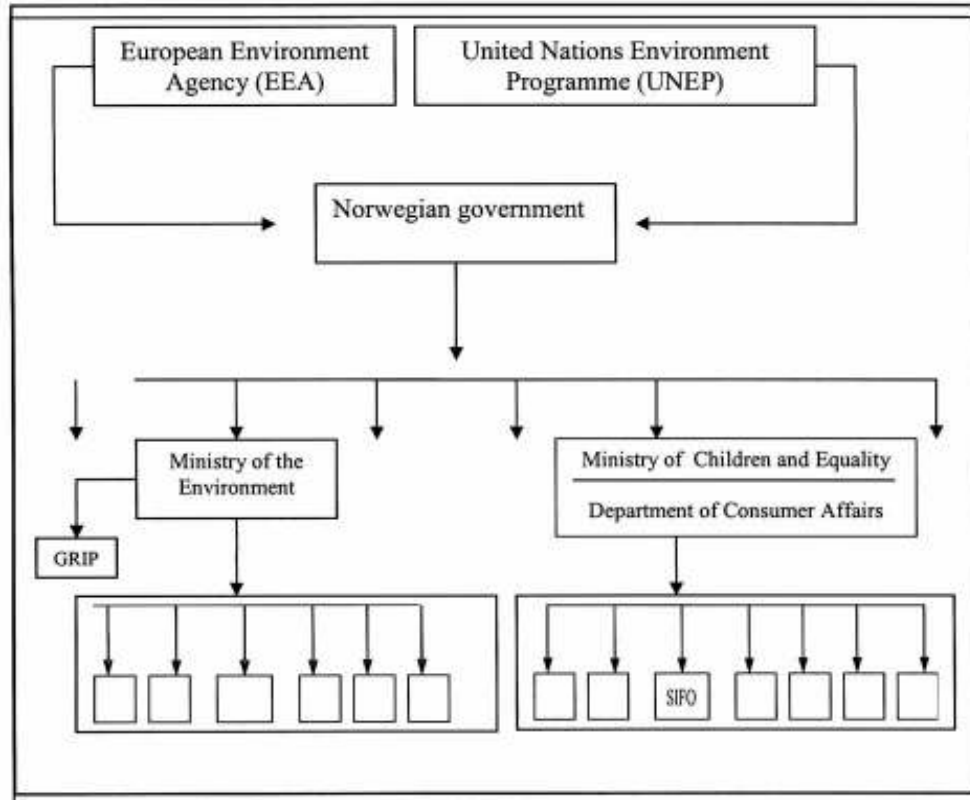 European Environment
Agency (EEA)
United Nations Environment
Programme (UNEP)
Norwegian government
Ministry of the
Environment
Ministry of Children and Equality
Department of Consumer Affairs
GRIP
SIFO